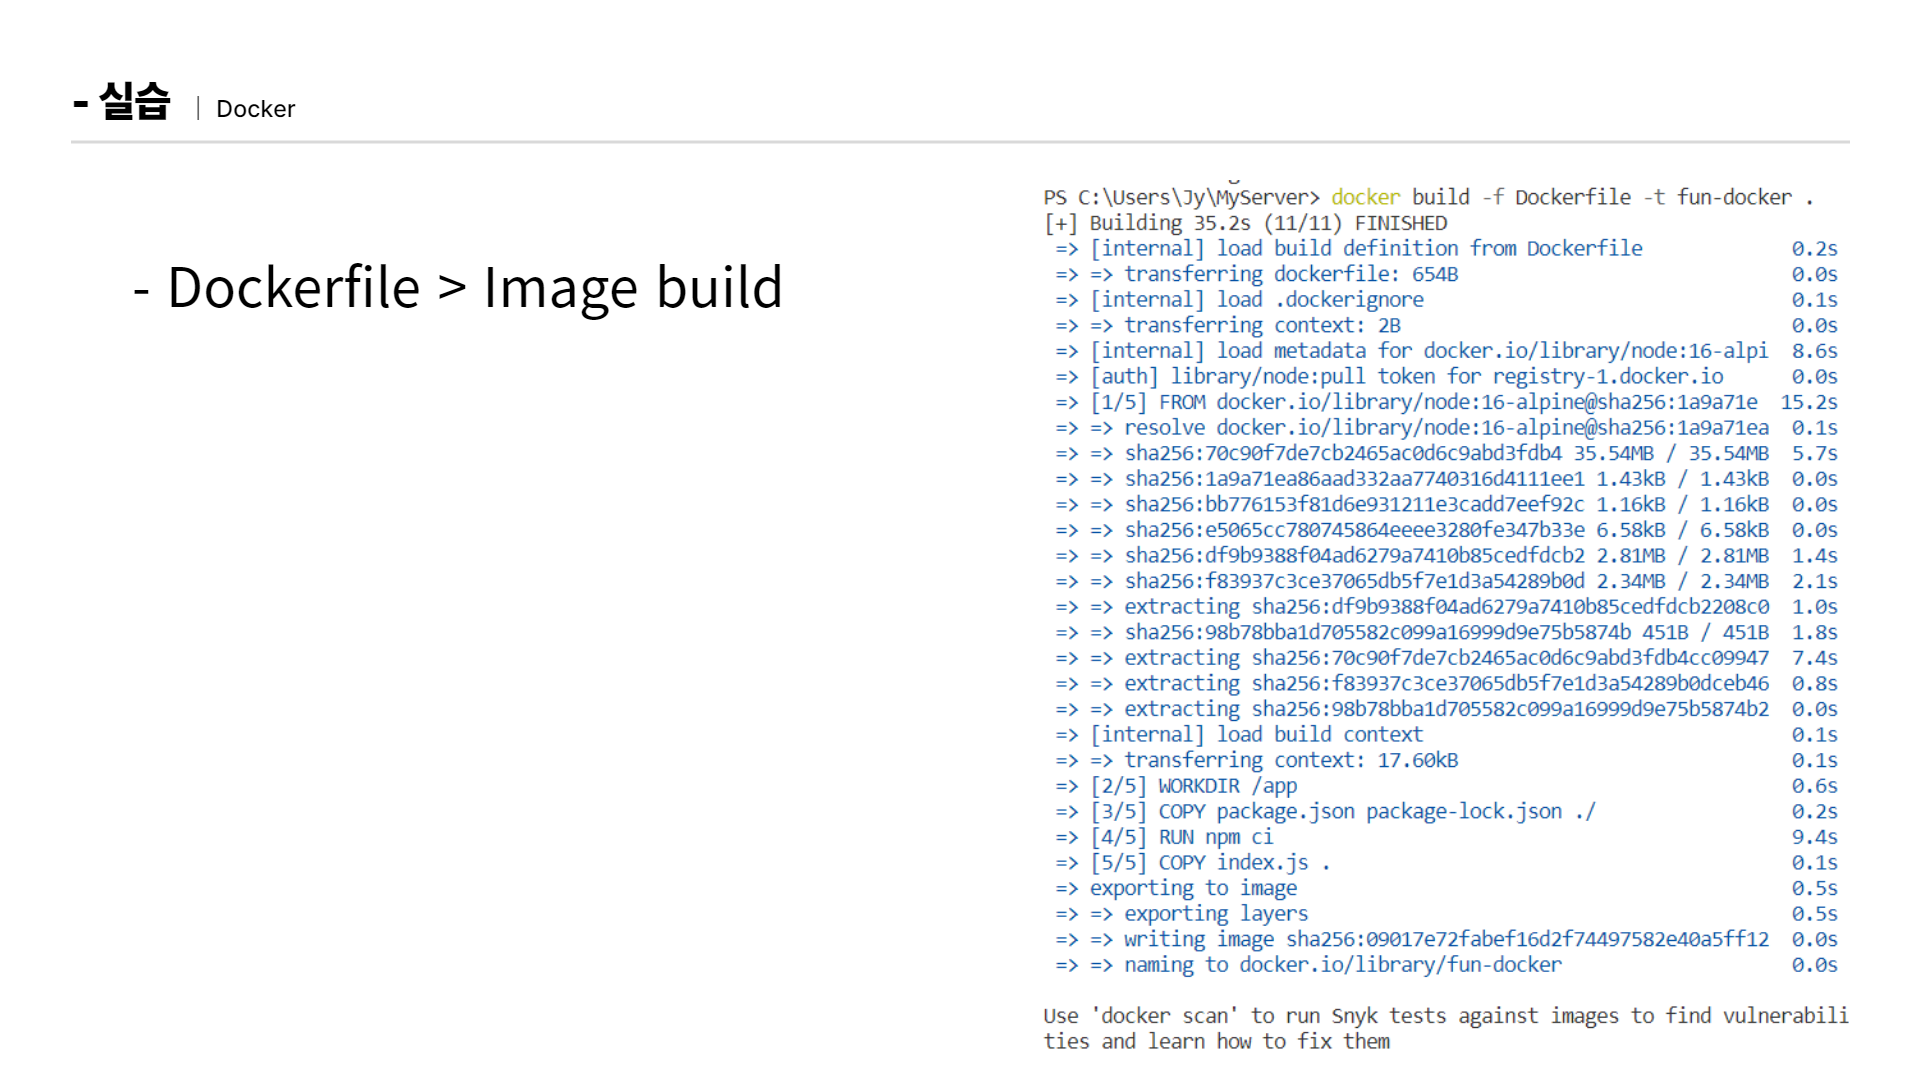 - 실습 | Docker
- Dockerfile > Image build
PS C:\Users\Jy\MyServer> docker build -f Dockerfile -t fun-docker .
[+] Building 35.2s (11/11) FINISHED
=> [internal] load build definition from Dockerfile 0.2s
=> => transferring dockerfile: 654B 0.0s
=> [internal] load .dockerignore 0.1s
=> => transferring context: 2B 0.0s
=> [internal] load metadata for docker.io/library/node:16-alpi 8.6s
=> [auth] library/node:pull token for registry-1.docker.io 0.0s
=> [1/5] FROM docker.io/library/node:16-alpine@sha256:1a9a71e 15.2s
=> => resolve docker.io/library/node:16-alpine@sha256:1a9a71ea 0.1s
=> => sha256:70c90f7de7cb2465ac0d6c9abd3fdb4 35.54MB / 35.54MB 5.7s
=> => sha256:1a9a71ea86aad332aa7740316d4111ee1 1.43kB / 1.43kB 0.0s
=> => sha256:bb776153f81d6e931211e3cadd7eef92c 1.16kB / 1.16kB 0.0s
=> => sha256:e5065cc780745864eeee3280fe347b33e 6.58kB / 6.58kB 0.0s
=> => sha256:df9b9388f04ad6279a7410b85cedfdcb2 2.81MB / 2.81MB 1.4s
=> => sha256:f83937c3ce37065db5f7e1d3a54289b0d 2.34MB / 2.34MB 2.1s
=> => extracting sha256:df9b9388f04ad6279a7410b85cedfdcb2208c0 1.0s
=> => sha256:98b78bba1d705582c099a16999d9e75b5874b 451B / 451B 1.8s
=> => extracting sha256:70c90f7de7cb2465ac0d6c9abd3fdb4cc09947 7.4s
=> => extracting sha256:f83937c3ce37065db5f7e1d3a54289b0dceb46 0.8s
=> => extracting sha256:98b78bba1d705582c099a16999d9e75b5874b2 0.0s
=> [internal] load build context 0.1s
=> => transferring context: 17.60kB 0.1s
=> [2/5] WORKDIR /app 0.6s
=> [3/5] COPY package.json package-lock.json ./ 0.2s
=> [4/5] RUN npm ci 9.4s
=> [5/5] COPY index.js . 0.1s
=> exporting to image 0.5s
=> => exporting layers 0.5s
=> => writing image sha256:09017e72fabef16d2f74497582e40a5ff12 0.0s
=> => naming to docker.io/library/fun-docker 0.0s
Use 'docker scan' to run Snyk tests against images to find vulnerabili
ties and learn how to fix them